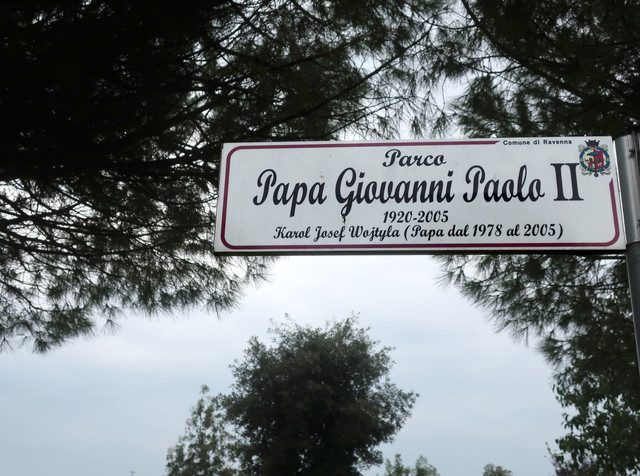 Comune di Ravenna
Parco
Papa Giovanni Paolo II
1920-2005
Karol Josef Wojtyla (Papa dal 1978 al 2005)